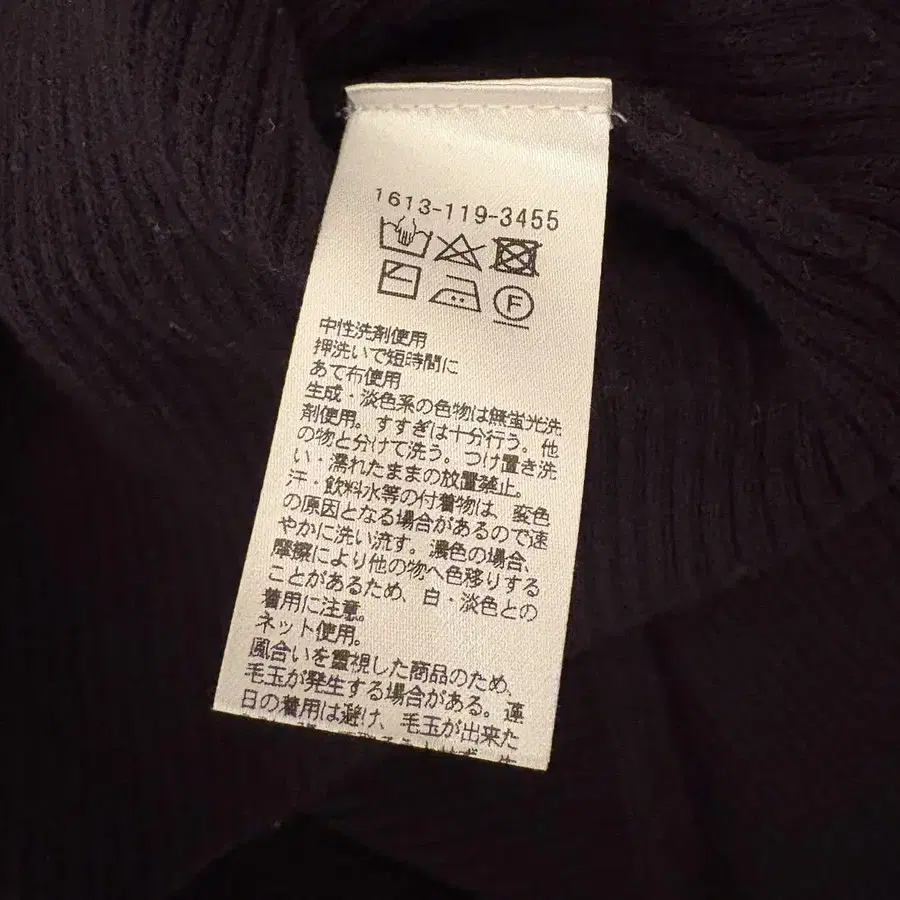 1613-119-3455
F
中性洗剤使用
押洗いで短時間に
あて布使用
生成・淡色系の色物は無蛍光洗
剤使用。すすぎは十分行う。他
の物と分けて洗う。つけ置き洗
い・濡れたままの放置禁止。
汗・飲料水等の付着物は、変色
の原因となる場合があるので速
やかに洗い流す。濃色の場合、
摩擦により他の物へ色移りする
ことがあるため、白・淡色との
着用に注意。
ネット使用。
風合いを重視した商品のため、
毛玉が発生する場合がある。連
日の着用は避け、毛玉が出来た